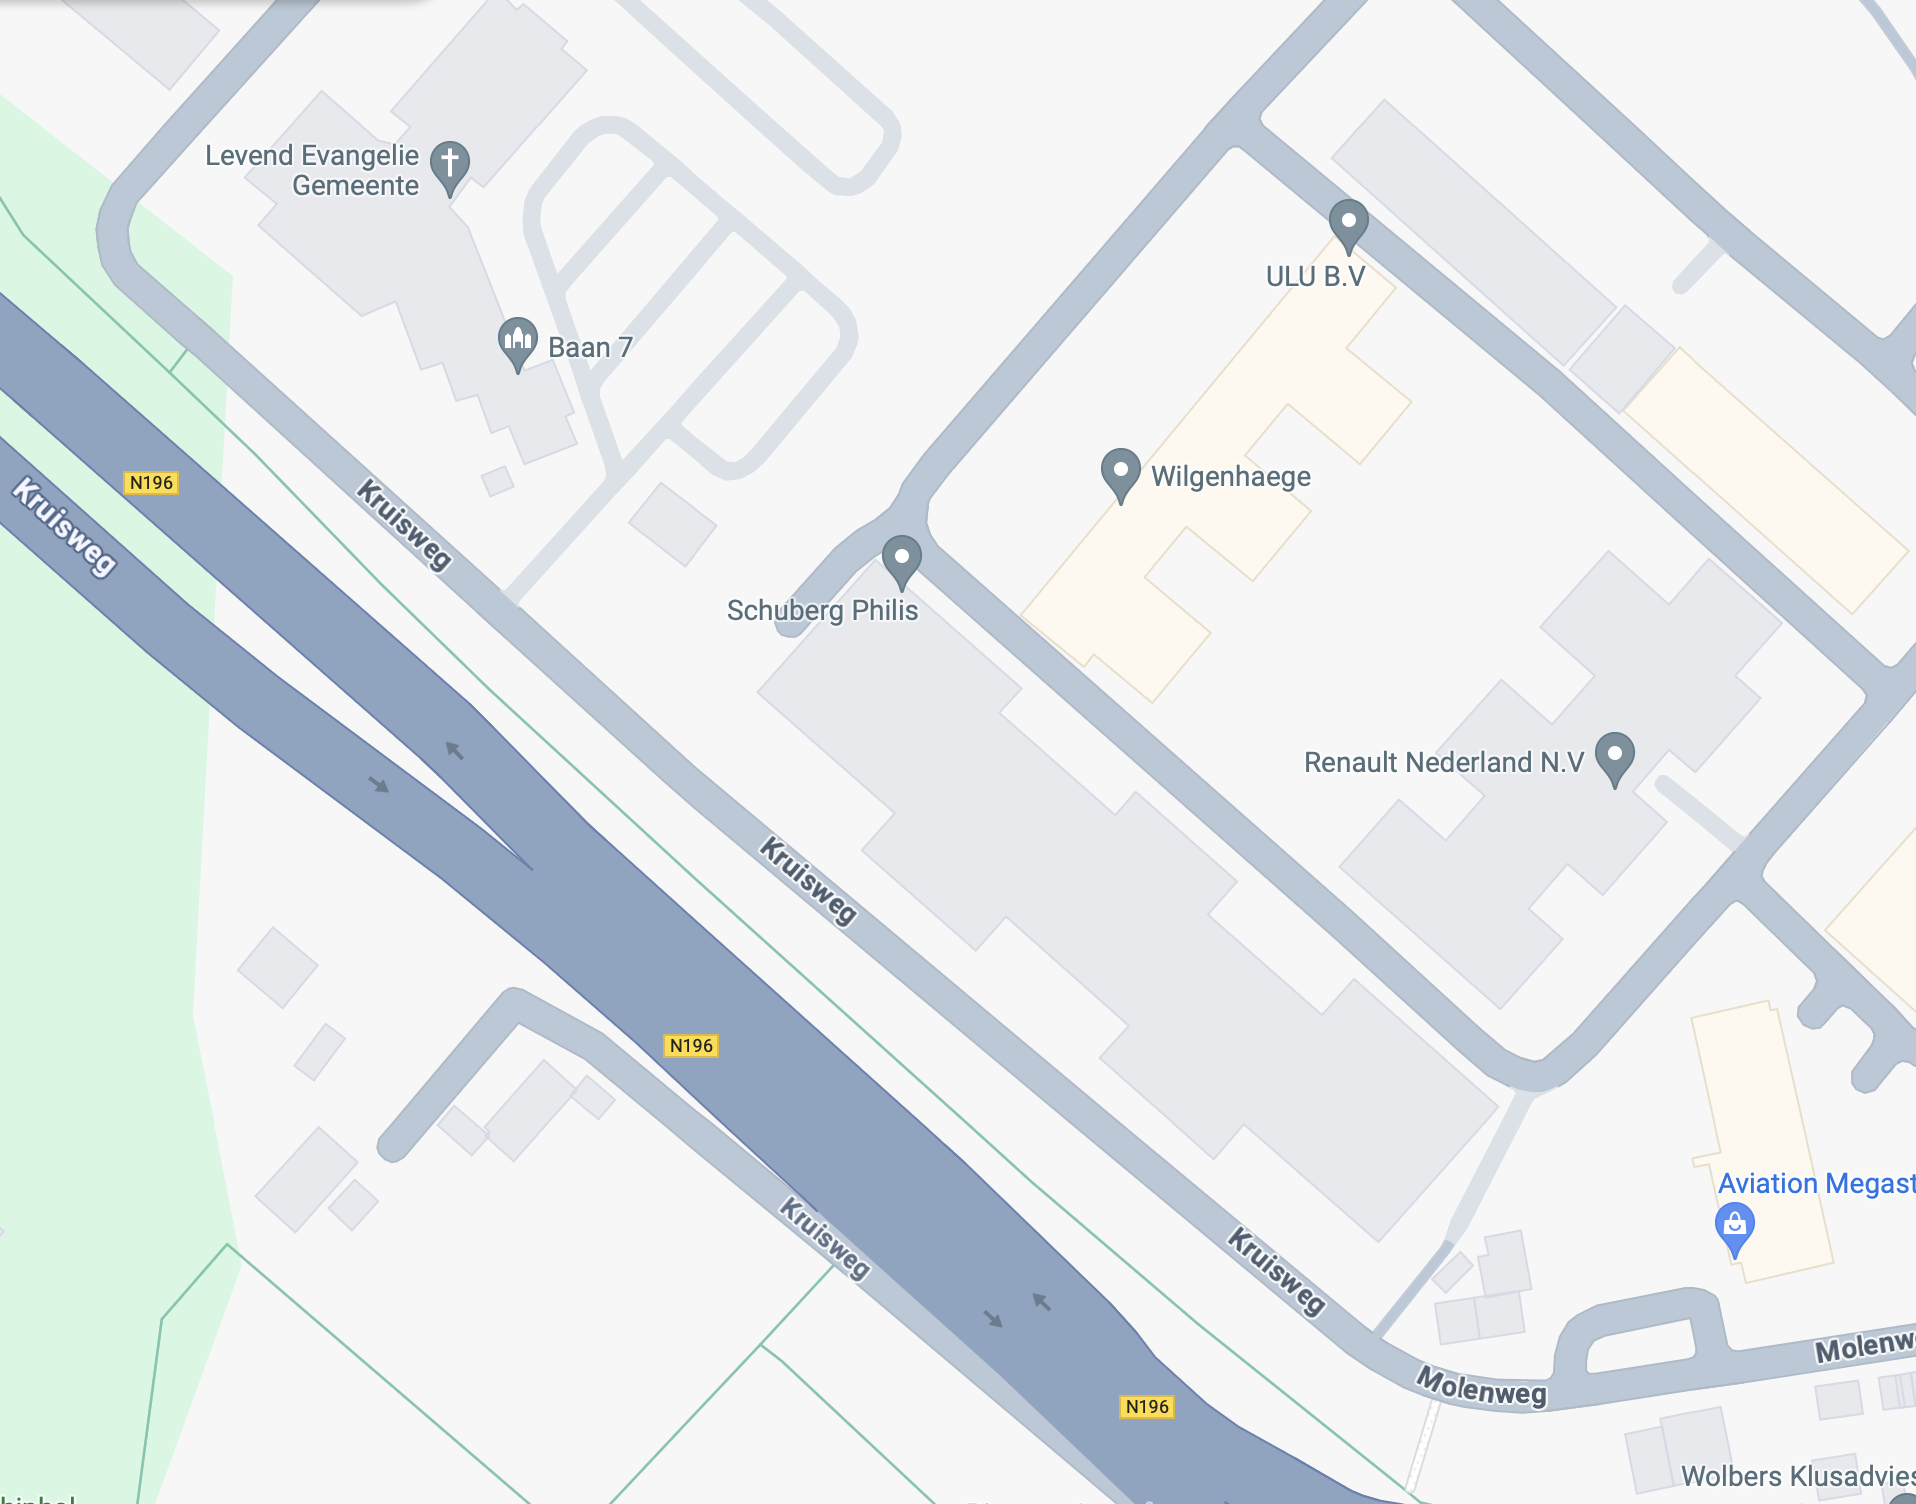 Levend Evangelie
Gemeente
ULU B.V
Baan 7
N196
Kruisweg
Kruisweg
Wilgenhaege
Schuberg Philis
Renault Nederland N.V
Kruisweg
N196
Aviation Megast
Kruisweg
Kruisweg
Molenw
Molenweg
N196
Wolbers Klusadvies